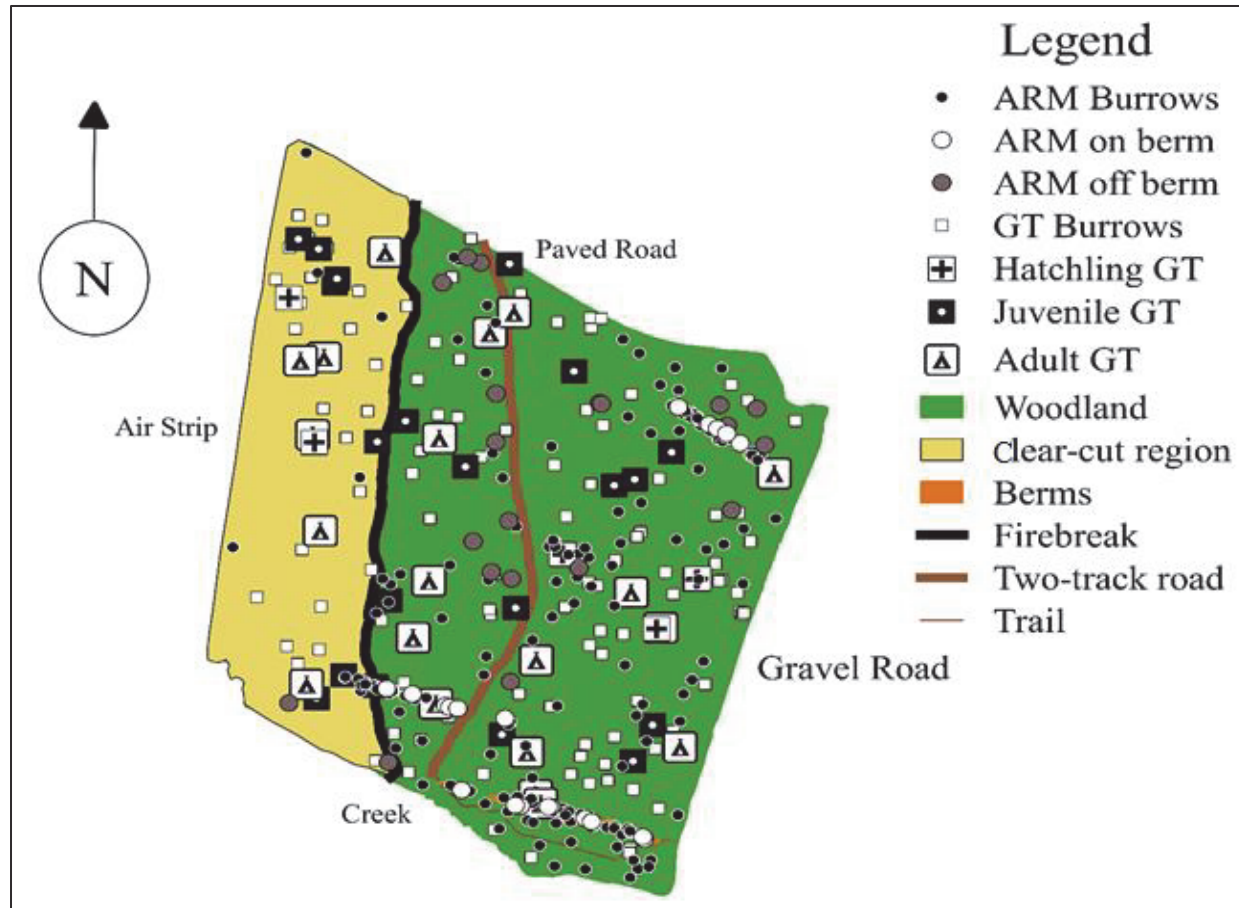 Legend
ARM Burrows
ARM on berm
ARM off berm
GT Burrows
Hatchling GT
Juvenile GT
Adult GT
Woodland
Clear-cut region
Berms
Firebreak
Two-track road
Trail
N
Paved Road
Air Strip
Gravel Road
Creek